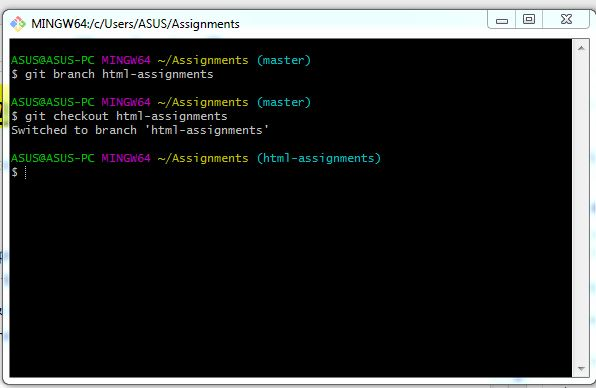 MINGW64:/c/Users/ASUS/Assignments
ASUS@ASUS-PC MINGW64 ~/Assignments (master)
$ git branch html-assignments
ASUS@ASUS-PC MINGW64 ~/Assignments (master)
$ git checkout html-assignments
Switched to branch 'html-assignments'
ASUS@ASUS-PC MINGW64 ~/Assignments (html-assignments)
$